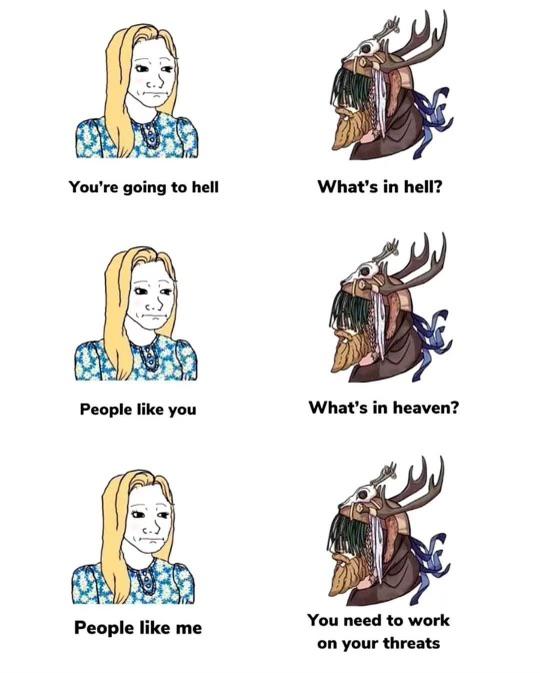 You're going to hell
What's in hell?
People like you
What's in heaven?
People like me
You need to work
on your threats